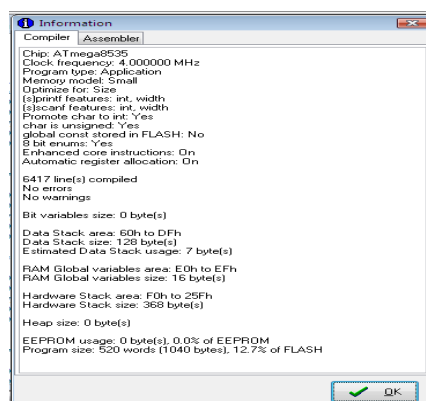 Information
Compiler Assembler
Chip: ATmega8535
Clock frequency: 4.000000 MHz
Program type: Application
Memory model: Small
Optimize for: Size
(s)printf features: int, width
(s)scanf features: int, width
Promote char to int: Yes
char is unsigned: Yes
global const stored in FLASH: No
8 bit enums: Yes
Enhanced core instructions: On
Automatic register allocation: On
6417 line(s) compiled
No errors
No warnings
Bit variables size: 0 byte(s)
Data Stack area: 60h to DFh
Data Stack size: 128 byte(s)
Estimated Data Stack usage: 7 byte(s)
RAM Global variables area: E0h to EFh
RAM Global variables size: 16 byte(s)
Hardware Stack area: F0h to 25Fh
Hardware Stack size: 368 byte(s)
Heap size: 0 byte(s)
EEPROM usage: 0 byte(s), 0.0% of EEPROM
Program size: 520 words (1040 bytes), 12.7% of FLASH
OK